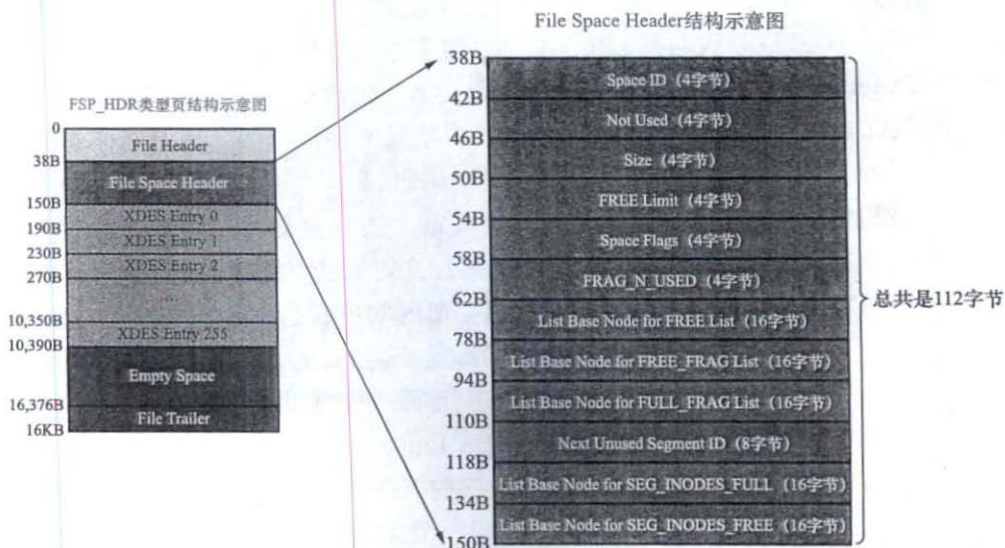 File Space Header结构示意图
FSP_HDR类型页结构示意图
0
File Header
38B
File Space Header
150B
XDES Entry 0
190B
XDES Entry 1
230B
XDES Entry 2
270B
....
10,350B
XDES Entry 255
10,390B
Empty Space
16,376B
File Trailer
16KB
38B
Space ID（4字节）
42B
Not Used（4字节）
46B
Size（4字节）
50B
FREE Limit（4字节）
54B
Space Flags（4字节）
58B
FRAG_N_USED（4字节）
62B
List Base Node for FREE List（16字节）
78B
List Base Node for FREE_FRAG List（16字节）
94B
List Base Node for FULL_FRAG List（16字节）
110B
Next Unused Segment ID（8字节）
118B
List Base Node for SEG_INODES_FULL（16字节）
134B
List Base Node for SEG_INODES_FREE（16字节）
150B
总共是112字节